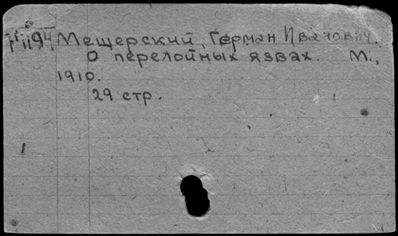 Мещерский, Герман Иванович.
О перелойных язвах. М.,
1910.
29 стр.